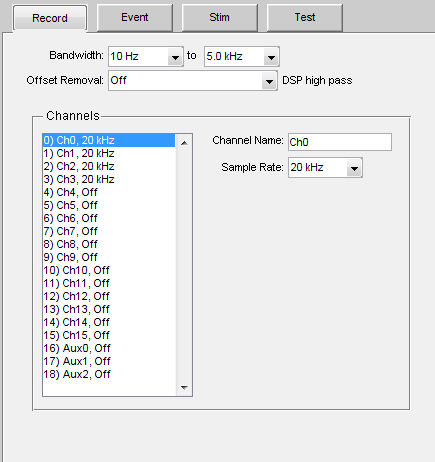 Record Event Stim Test
Bandwidth: 10 Hz to 5.0 kHz
Offset Removal: Off DSP high pass
Channels
0) Ch0, 20 kHz
1) Ch1, 20 kHz
2) Ch2, 20 kHz
3) Ch3, 20 kHz
4) Ch4, Off
5) Ch5, Off
6) Ch6, Off
7) Ch7, Off
8) Ch8, Off
9) Ch9, Off
10) Ch10, Off
11) Ch11, Off
12) Ch12, Off
13) Ch13, Off
14) Ch14, Off
15) Ch15, Off
16) Aux0, Off
17) Aux1, Off
18) Aux2, Off
Channel Name: Ch0
Sample Rate: 20 kHz